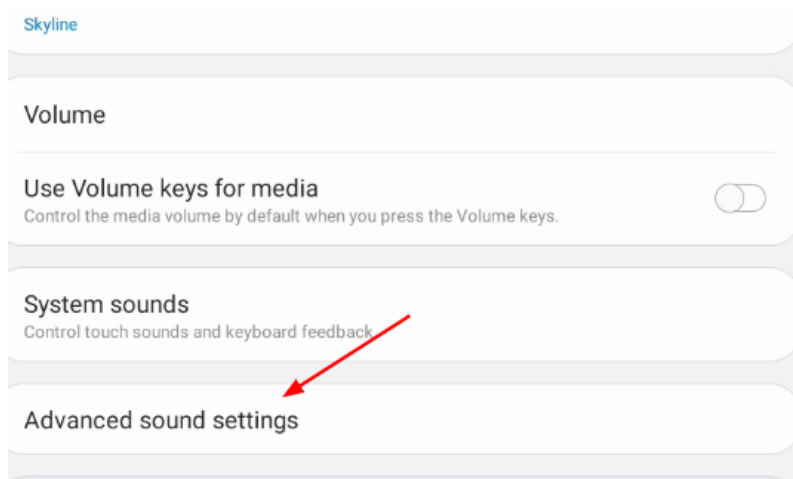 Skyline
Volume
Use Volume keys for media
Control the media volume by default when you press the Volume keys.
System sounds
Control touch sounds and keyboard feedback.
Advanced sound settings